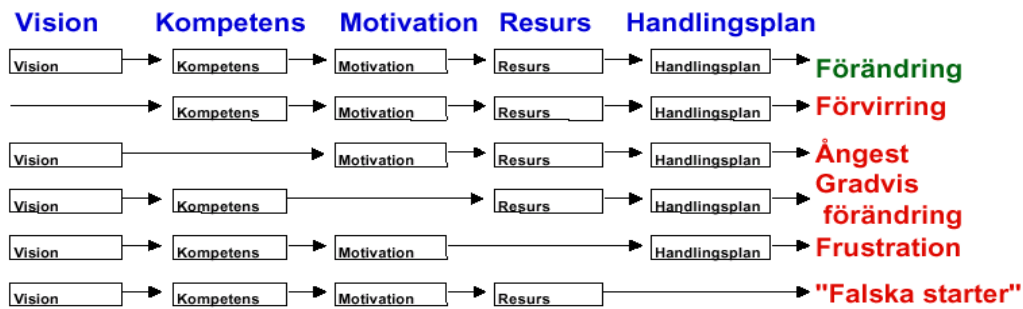 Vision Kompetens Motivation Resurs Handlingsplan
Vision Kompetens Motivation Resurs Handlingsplan Förändring
Kompetens Motivation Resurs Handlingsplan Förvirring
Vision Motivation Resurs Handlingsplan Ångest
Vision Kompetens Resurs Handlingsplan Gradvis
förändring
Vision Kompetens Motivation Handlingsplan Frustration
Vision Kompetens Motivation Resurs "Falska starter"